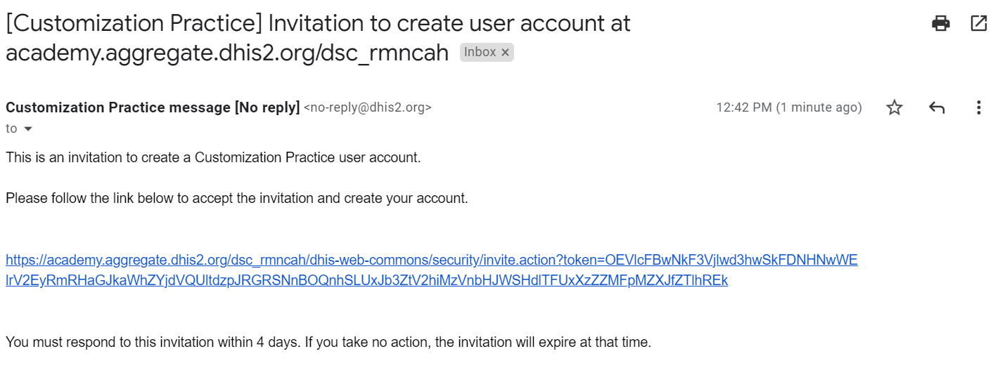 [Customization Practice] Invitation to create user account at
academy.aggregate.dhis2.org/dsc_rmncah Inbox ×
Customization Practice message [No reply] <no-reply@dhis2.org> 12:42 PM (1 minute ago)
to
This is an invitation to create a Customization Practice user account.
Please follow the link below to accept the invitation and create your account.
https://academy.aggregate.dhis2.org/dsc_rmncah/dhis-web-commons/security/invite.action?token=OEVlcFBwNkF3Vjlwd3hwSkFDNHNwWE
lrV2EyRmRHaGJkaWhZYjdVQUltdzpJRGRSNnBOQnhSLUxJb3ZtV2hiMzVnbHJWSHdlTFUxXzZZMFpMZXJfZTlhREk
You must respond to this invitation within 4 days. If you take no action, the invitation will expire at that time.